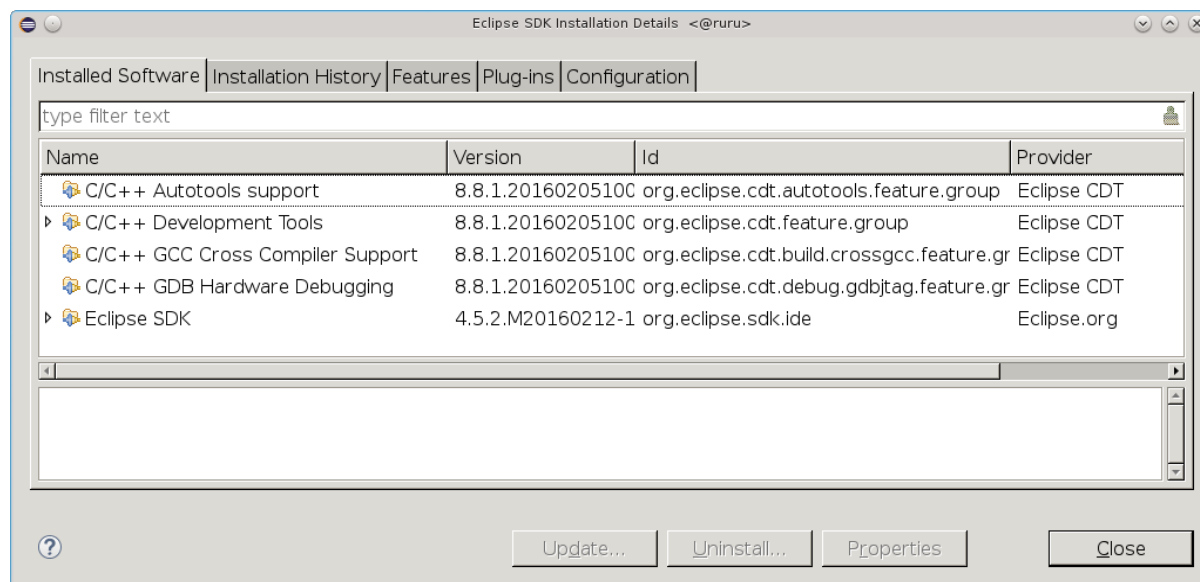 Eclipse SDK Installation Details <@ruru>
Installed Software Installation History Features Plug-ins Configuration
type filter text
Name Version Id Provider
C/C++ Autotools support 8.8.1.20160205100 org.eclipse.cdt.autotools.feature.group Eclipse CDT
C/C++ Development Tools 8.8.1.20160205100 org.eclipse.cdt.feature.group Eclipse CDT
C/C++ GCC Cross Compiler Support 8.8.1.20160205100 org.eclipse.cdt.build.crossgcc.feature.gr Eclipse CDT
C/C++ GDB Hardware Debugging 8.8.1.20160205100 org.eclipse.cdt.debug.gdbjtag.feature.gr Eclipse CDT
Eclipse SDK 4.5.2.M20160212-1 org.eclipse.sdk.ide Eclipse.org
? Update... Uninstall... Properties Close